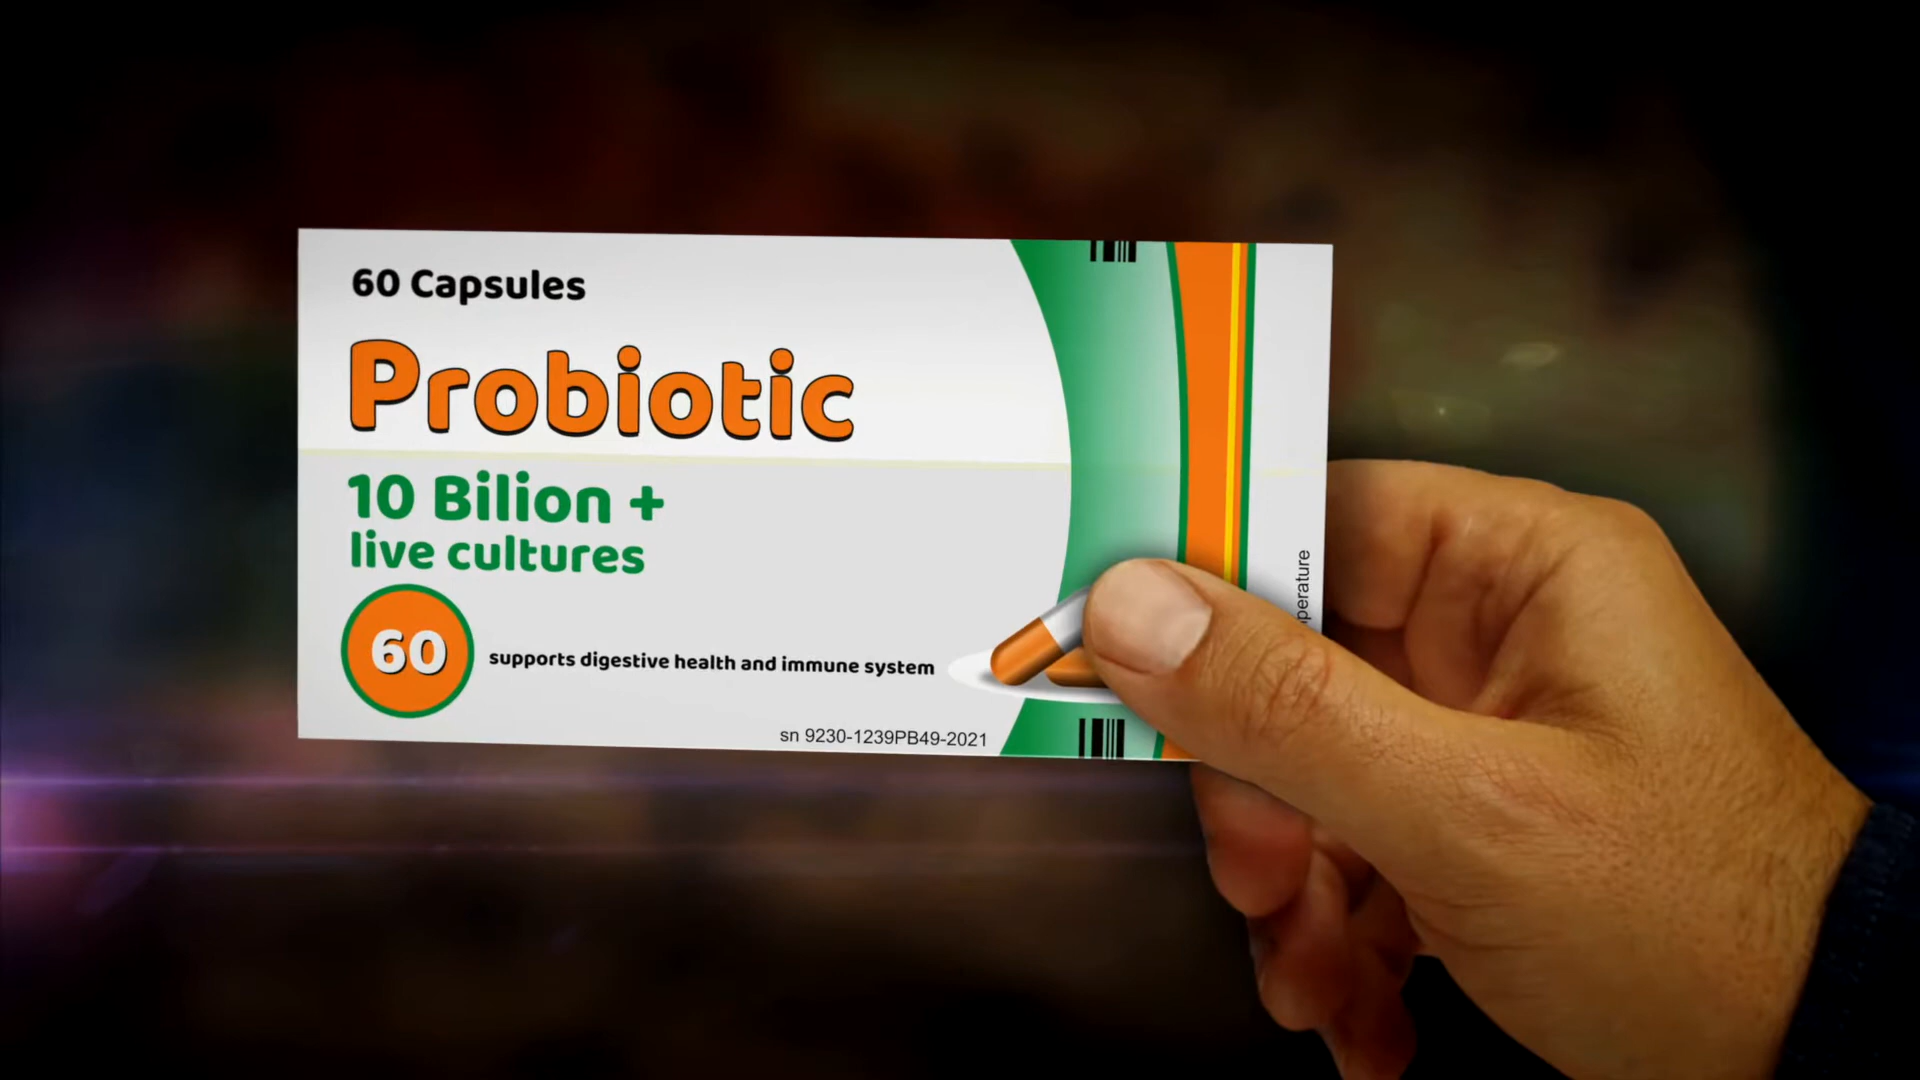 60 Capsules
Probiotic
10 Bilion +
live cultures
60
supports digestive health and immune system
sn 9230-1239PB49-2021